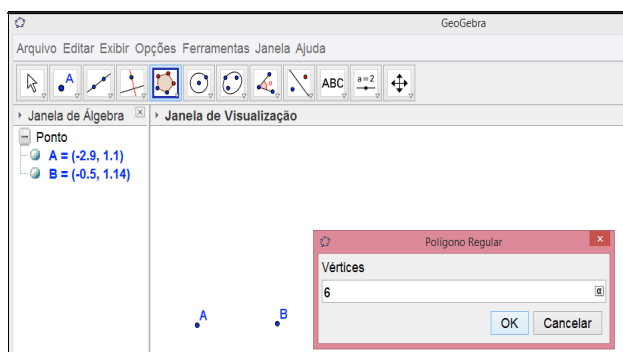 GeoGebra
Arquivo Editar Exibir Opções Ferramentas Janela Ajuda
A
ABC
a=2
Janela de Álgebra
Janela de Visualização
Ponto
A = (-2.9, 1.1)
B = (-0.5, 1.14)
Polígono Regular
Vértices
6
α
OK Cancelar
A B